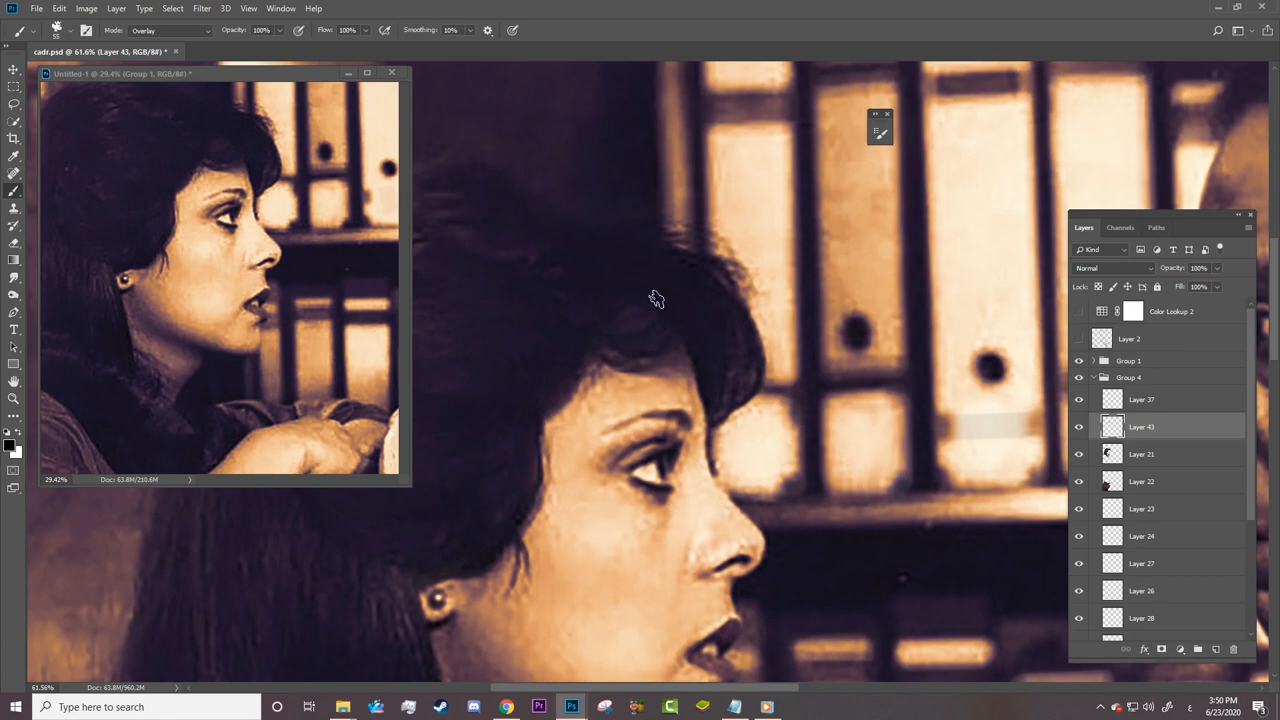 Ps File Edit Image Layer Type Select Filter 3D View Window Help
55 Mode: Overlay Opacity: 100% Flow: 100% Smoothing: 10%
cadr.psd @ 61.6% (Layer 43, RGB/8#) * ×
Untitled-1 @ 29.4% (Group 1, RGB/8#) *
Layers Channels Paths
Kind
Normal Opacity: 100%
Lock: Fill: 100%
Color Lookup 2
Layer 2
Group 1
Group 4
Layer 37
Layer 43
Layer 21
Layer 22
Layer 23
Layer 24
Layer 27
Layer 26
Layer 28
29.42% Doc: 63.8M/210.6M
61.56% Doc: 63.8M/960.2M
Type here to search
Pr Ps
3:50 PM
6/23/2020
ع
3